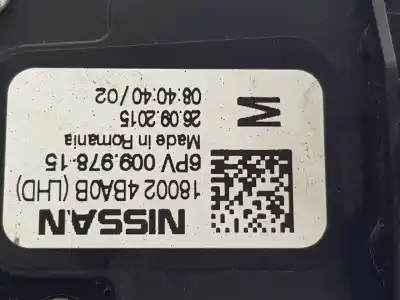 NISSAN
18002 4BA0B (LHD)
6PV 009.978-15
Made in Romania
26.09.2015
08:40:40 / 02
M